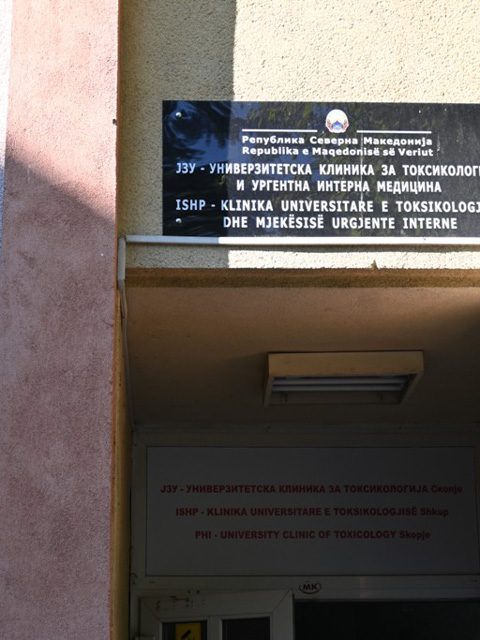 Република Северна Македонија
Republika e Maqedonisë së Veriut
ЈЗУ - УНИВЕРЗИТЕТСКА КЛИНИКА ЗА ТОКСИКОЛОГ
И УРГЕНТНА ИНТЕРНА МЕДИЦИНА
ISHP - KLINIKA UNIVERSITARE E TOKSIKOLOGJ
DHE MJEKËSISË URGJENTE INTERNE
ЈЗУ - УНИВЕРЗИТЕТСКА КЛИНИКА ЗА ТОКСИКОЛОГИЈА Скопје
ISHP - KLINIKA UNIVERSITARE E TOKSIKOLOGJISË Shkup
PHI - UNIVERSITY CLINIC OF TOXICOLOGY Skopje
MK